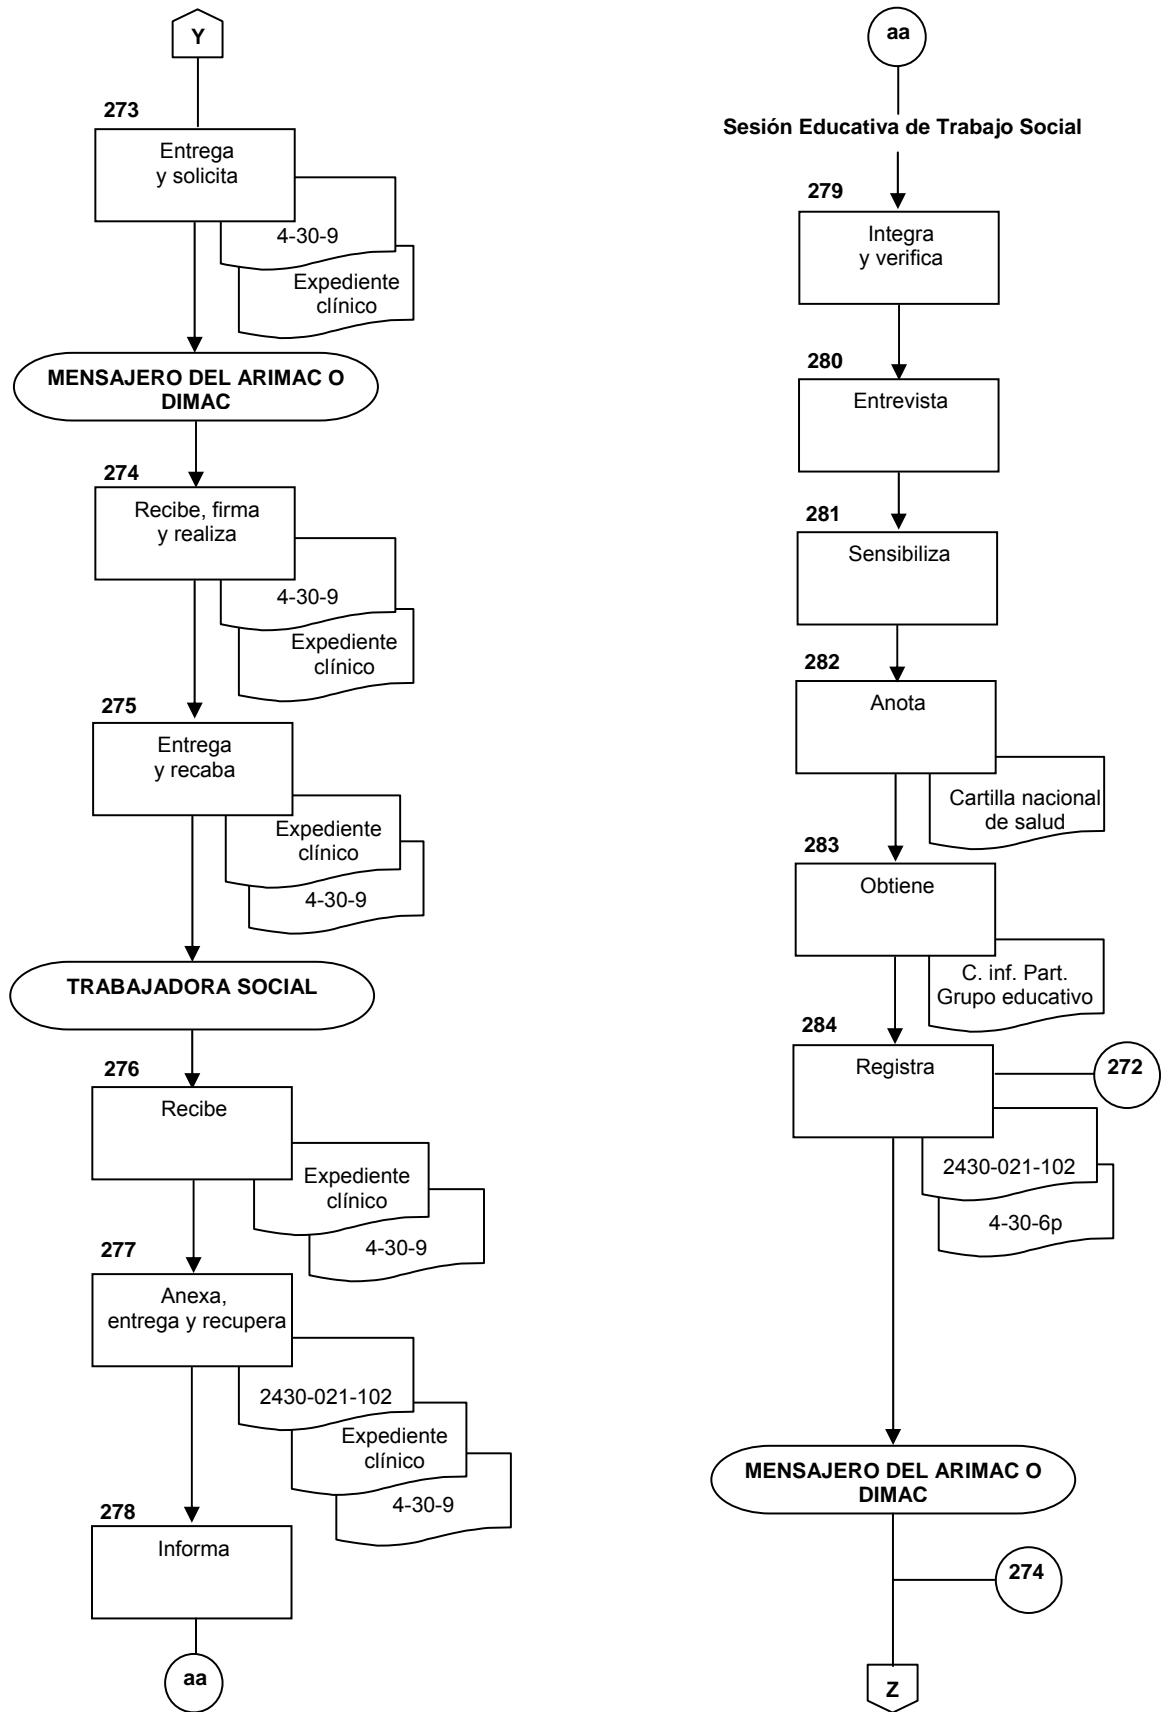 Y
273
Entrega
y solicita
4-30-9
Expediente
clínico
MENSAJERO DEL ARIMAC O
DIMAC
274
Recibe, firma
y realiza
4-30-9
Expediente
clínico
275
Entrega
y recaba
Expediente
clínico
4-30-9
TRABAJADORA SOCIAL
276
Recibe
Expediente
clínico
4-30-9
277
Anexa,
entrega y recupera
2430-021-102
Expediente
clínico
4-30-9
278
Informa
aa
aa
Sesión Educativa de Trabajo Social
279
Integra
y verifica
280
Entrevista
281
Sensibiliza
282
Anota
Cartilla nacional
de salud
283
Obtiene
C. inf. Part.
Grupo educativo
284
Registra
272
2430-021-102
4-30-6p
MENSAJERO DEL ARIMAC O
DIMAC
274
Z